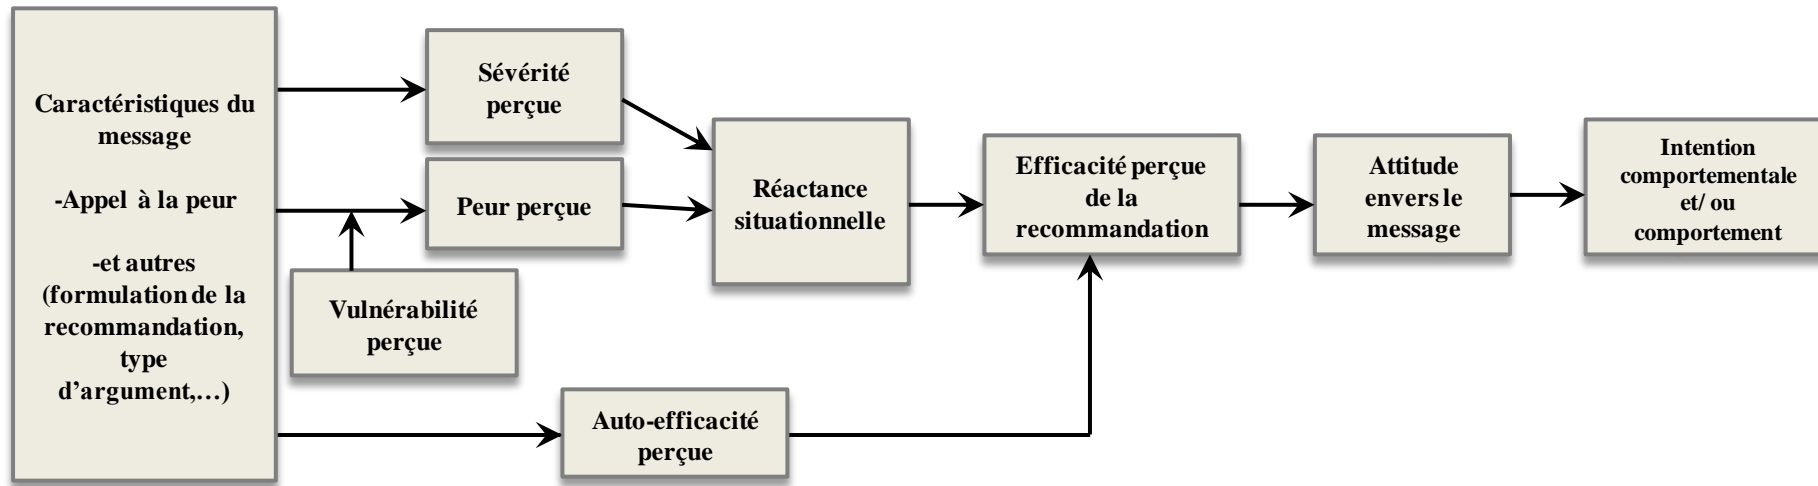 Caractéristiques du
message
-Appel à la peur
-et autres
(formulation de la
recommandation,
type
d’argument,…)
Sévérité
perçue
Peur perçue
Vulnérabilité
perçue
Auto-efficacité
perçue
Réactance
situationnelle
Efficacité perçue
de la
recommandation
Attitude
envers le
message
Intention
comportementale
et/ ou
comportement